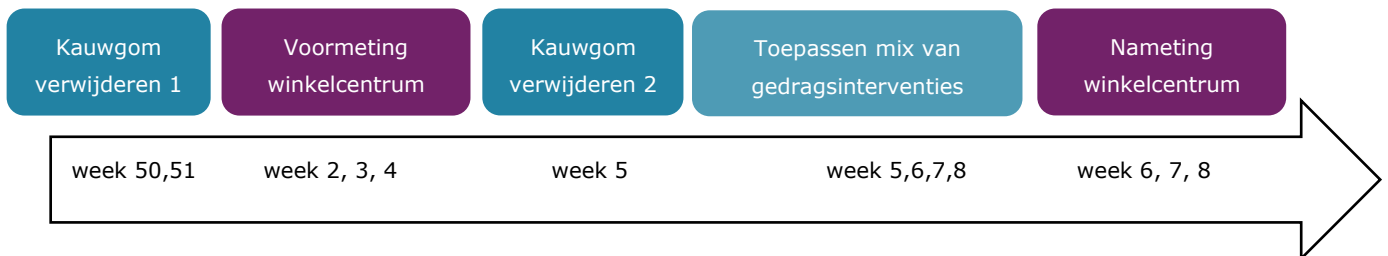 Kauwgom
verwijderen 1
Voormeting
winkelcentrum
Kauwgom
verwijderen 2
Toepassen mix van
gedragsinterventies
Nameting
winkelcentrum
week 50,51
week 2, 3, 4
week 5
week 5,6,7,8
week 6, 7, 8